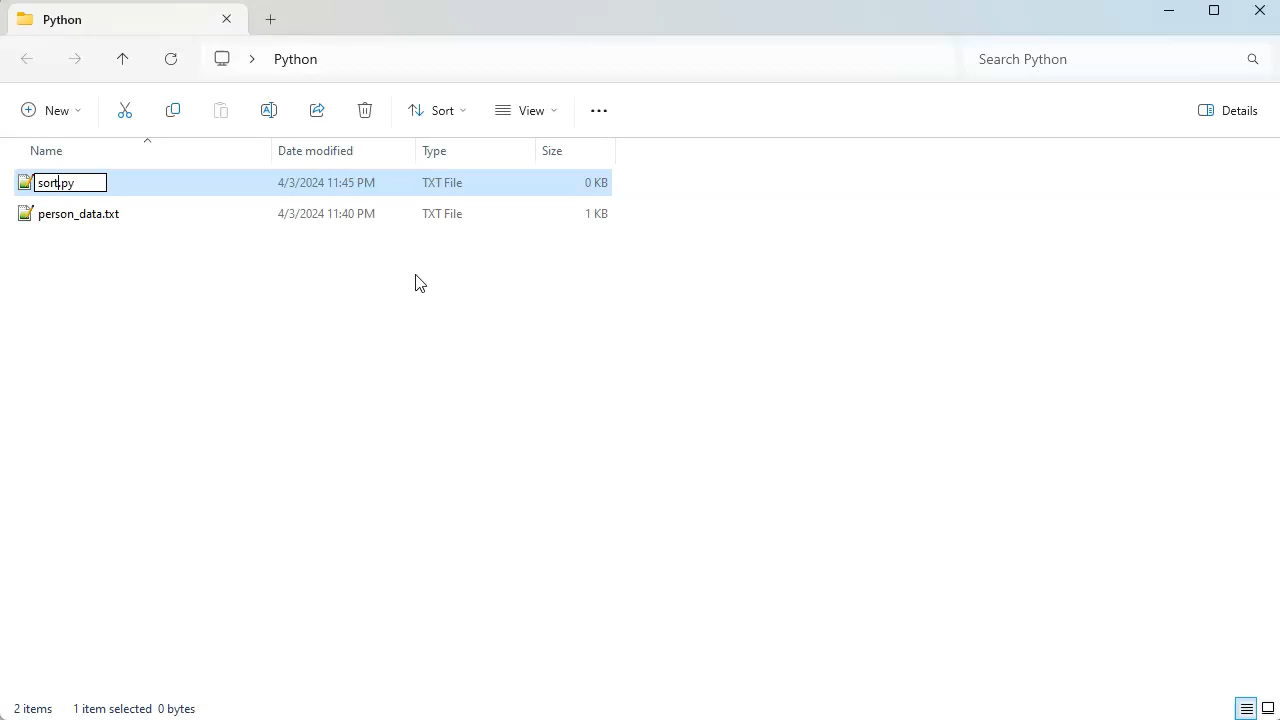 Python
Python
Search Python
New
Sort
View
Details
Name
Date modified
Type
Size
sort.py
4/3/2024 11:45 PM
TXT File
0 KB
person_data.txt
4/3/2024 11:40 PM
TXT File
1 KB
2 items
1 item selected
0 bytes